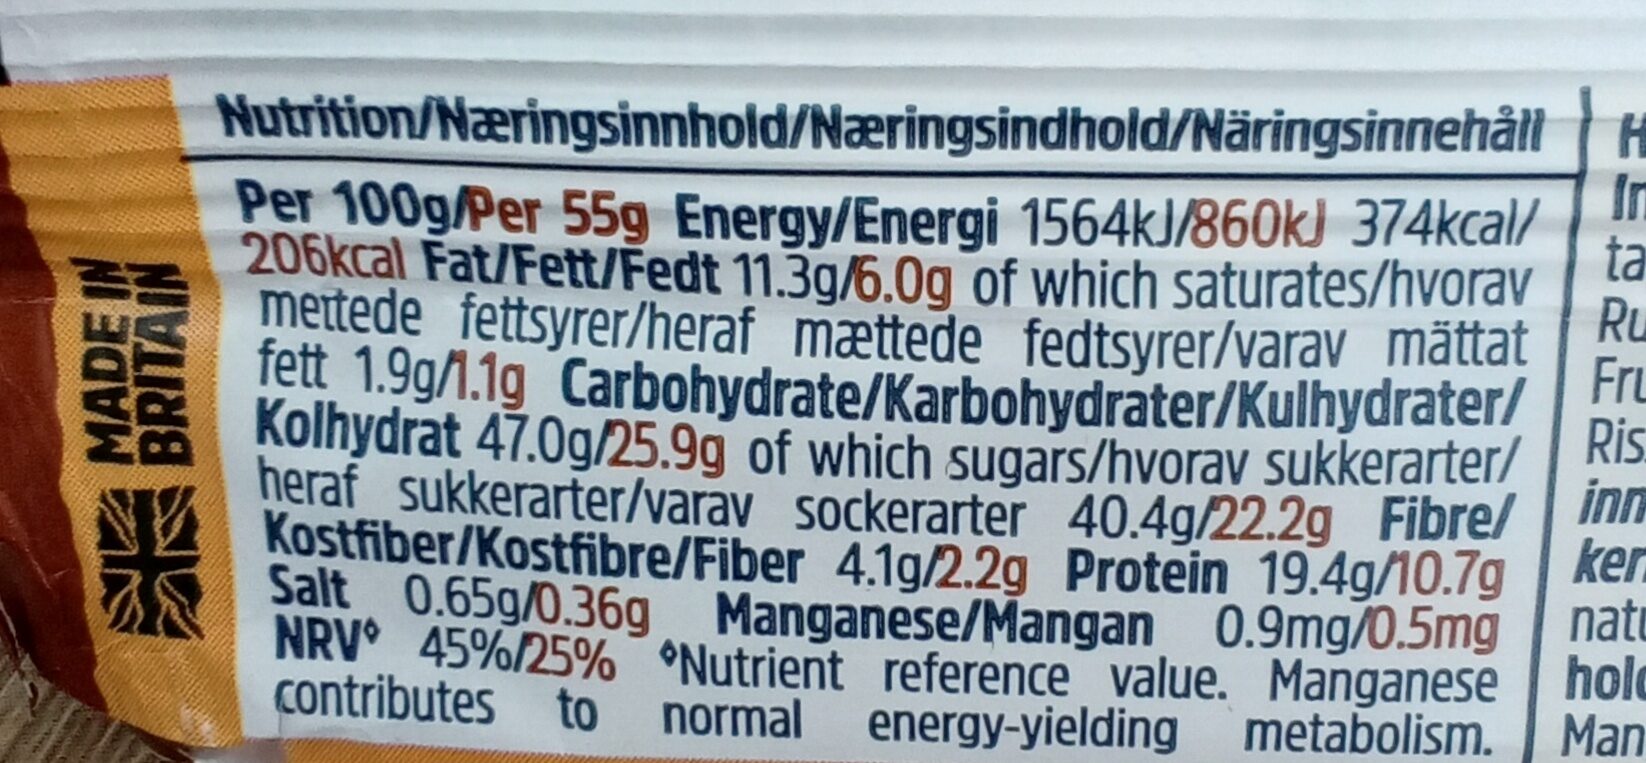 MADE IN
BRITAIN
Nutrition/Næringsinnhold/Næringsindhold/Näringsinnehåll
Per 100g/Per 55g Energy/Energi 1564kJ/860kJ 374kcal/
206kcal Fat/Fett/Fedt 11.3g/6.0g of which saturates/hvorav
mettede fettsyrer/heraf mættede fedtsyrer/varav mättat
fett 1.9g/1.1g Carbohydrate/Karbohydrater/Kulhydrater/
Kolhydrat 47.0g/25.9g of which sugars/hvorav sukkerarter/
heraf sukkerarter/varav sockerarter 40.4g/22.2g Fibre/
Kostfiber/Kostfibre/Fiber 4.1g/2.2g Protein 19.4g/10.7g
Salt 0.65g/0.36g Manganese/Mangan 0.9mg/0.5mg
NRV⬨ 45%/25% ⬨Nutrient reference value. Manganese
contributes to normal energy-yielding metabolism.